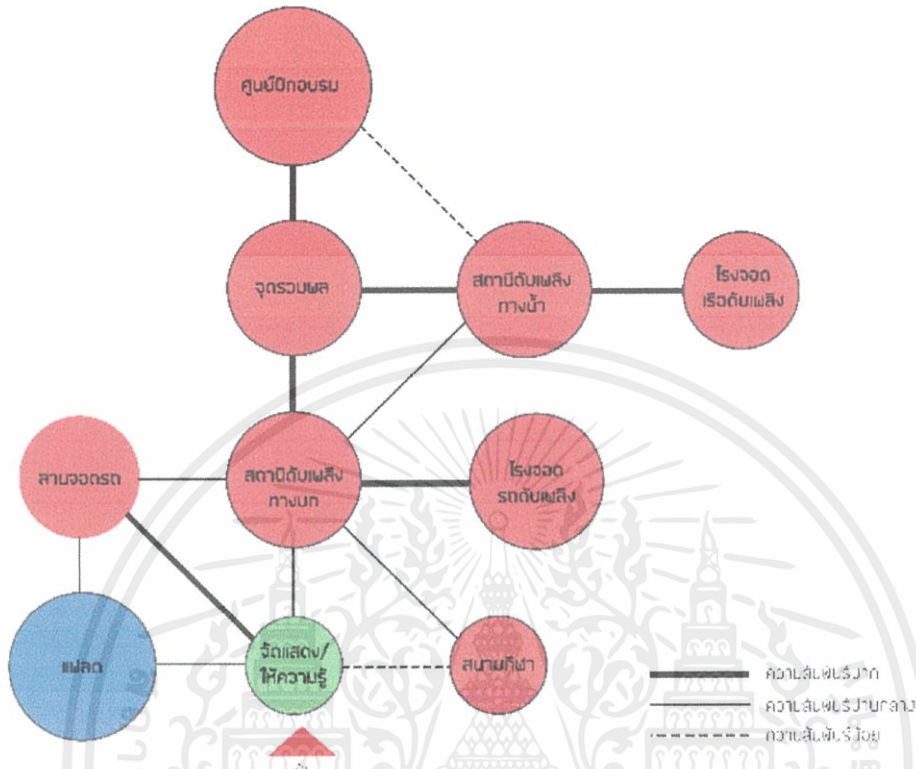 ศูนย์ฝึกอบรม
จุดรวมพล
สถานีดับเพลิง
ทางน้ำ
โรงจอด
เรือดับเพลิง
ลานจอดรถ
สถานีดับเพลิง
ทางบก
โรงจอด
รถดับเพลิง
แฟลต
จัดแสดง/
ให้ความรู้
สนามกีฬา
ความสัมพันธ์มาก
ความสัมพันธ์ปานกลาง
ความสัมพันธ์น้อย